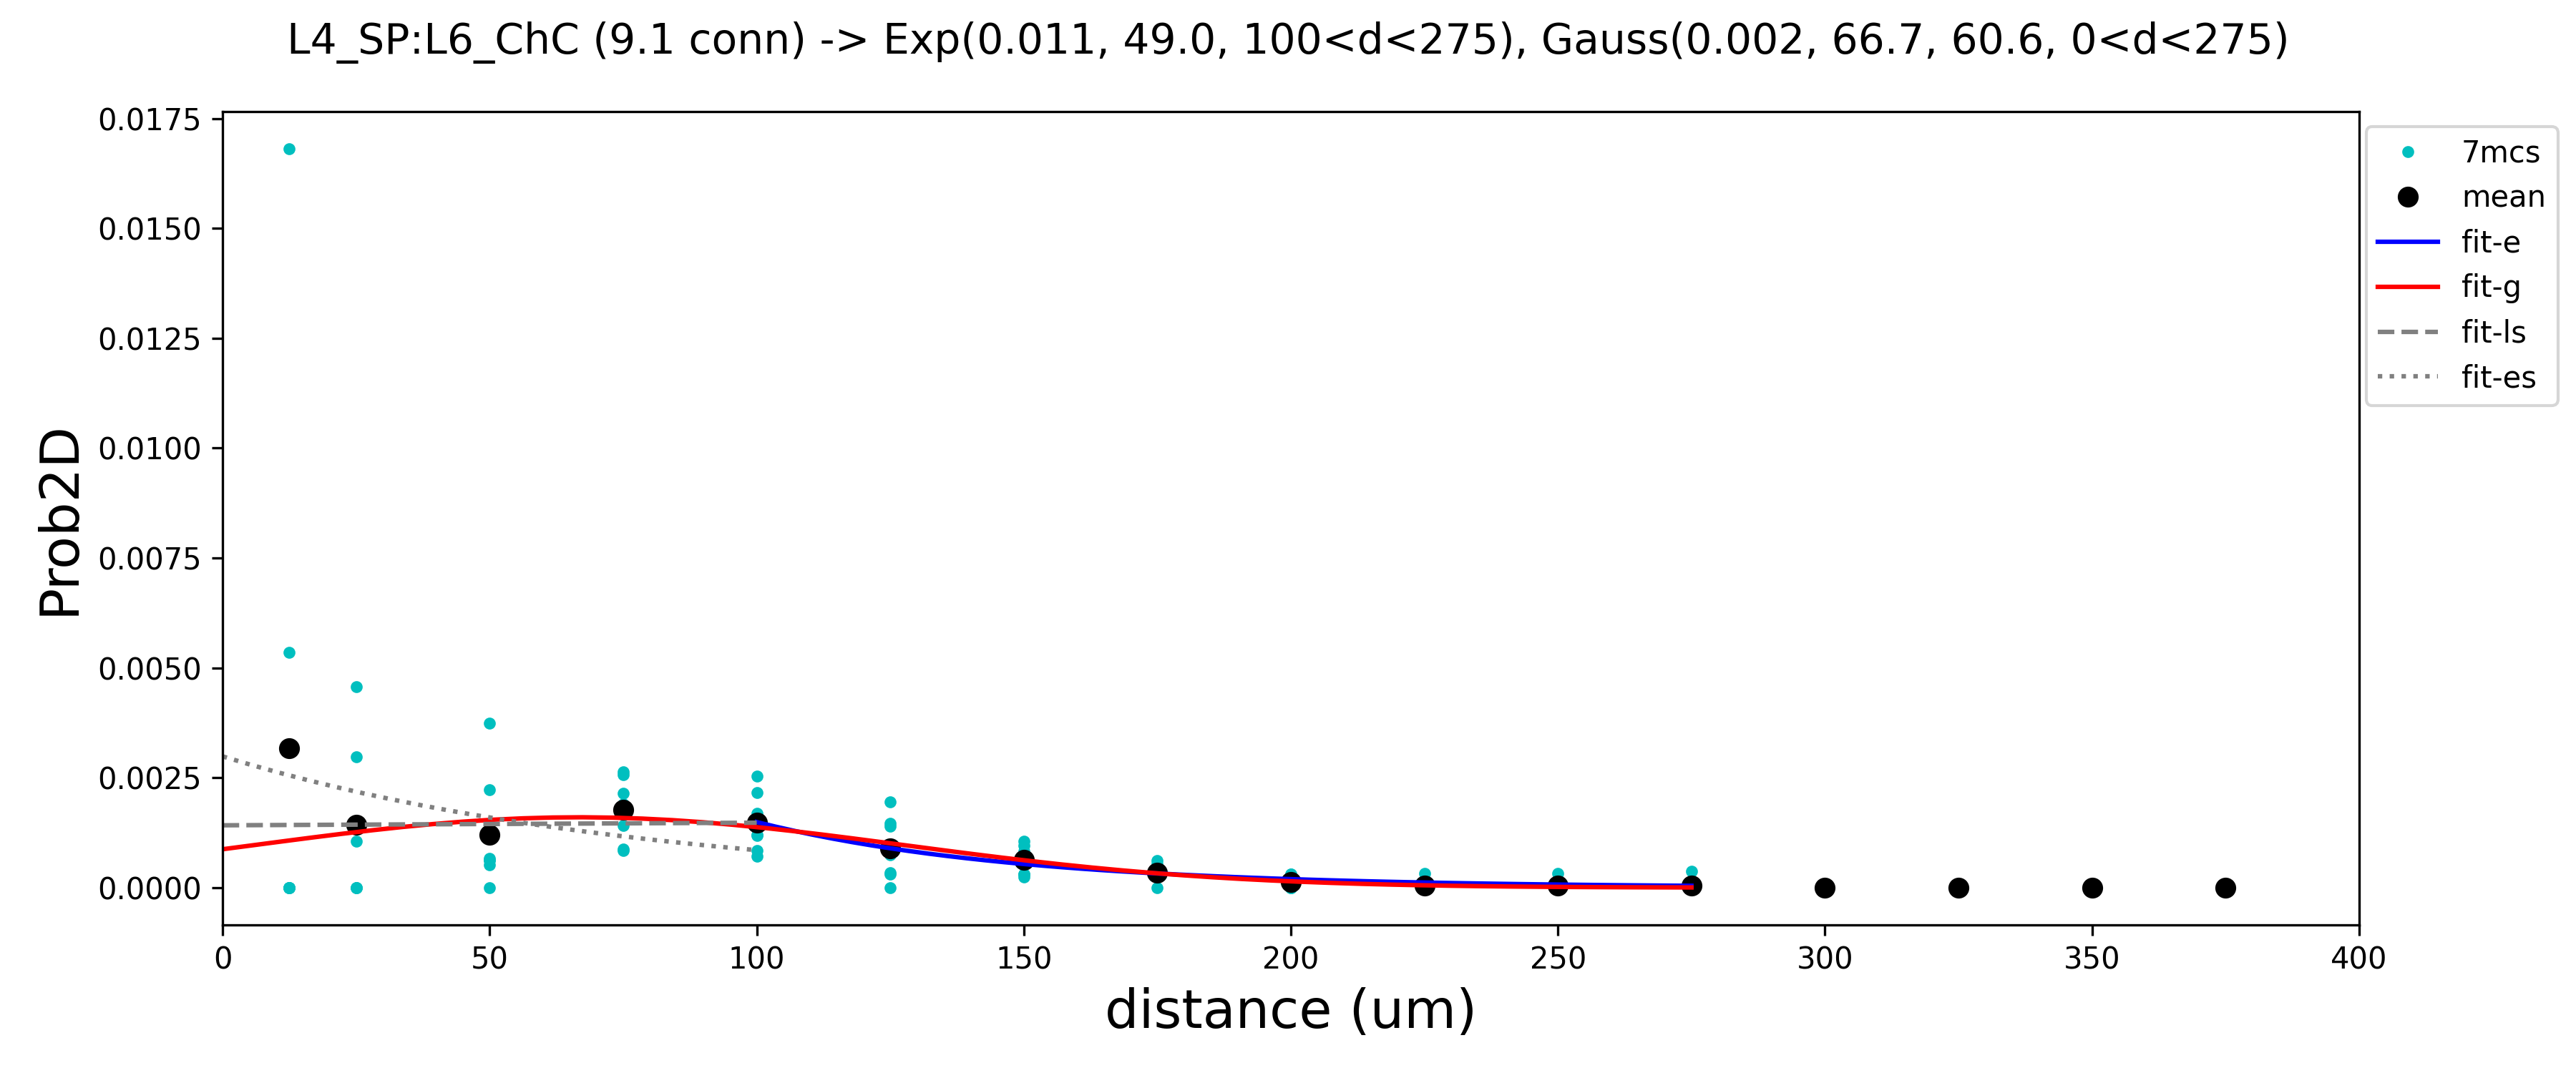 L4_SP:L6_ChC (9.1 conn) -> Exp(0.011, 49.0, 100<d<275), Gauss(0.002, 66.7, 60.6, 0<d<275)
0.0175
0.0150
0.0125
0.0100
0.0075
0.0050
0.0025
0.0000
Prob2D
0 50 100 150 200 250 300 350 400
distance (um)
7mcs
mean
fit-e
fit-g
fit-ls
fit-es